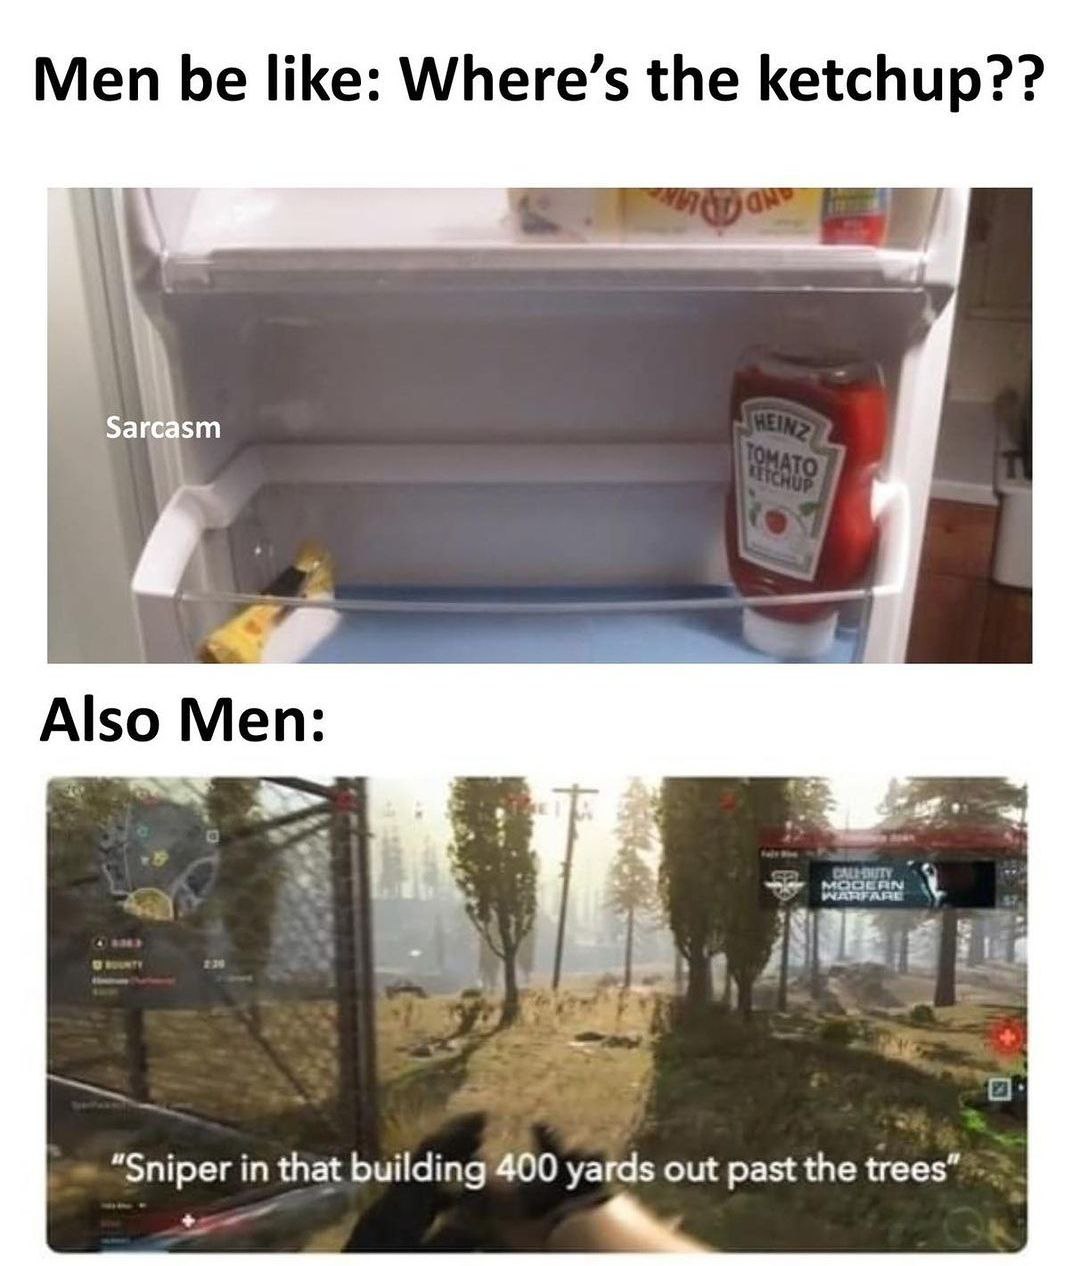 Men be like: Where’s the ketchup??
Sarcasm
HEINZ
TOMATO
KETCHUP
Also Men:
CALL OF DUTY
MODERN
WARFARE
BOUNTY
"Sniper in that building 400 yards out past the trees"